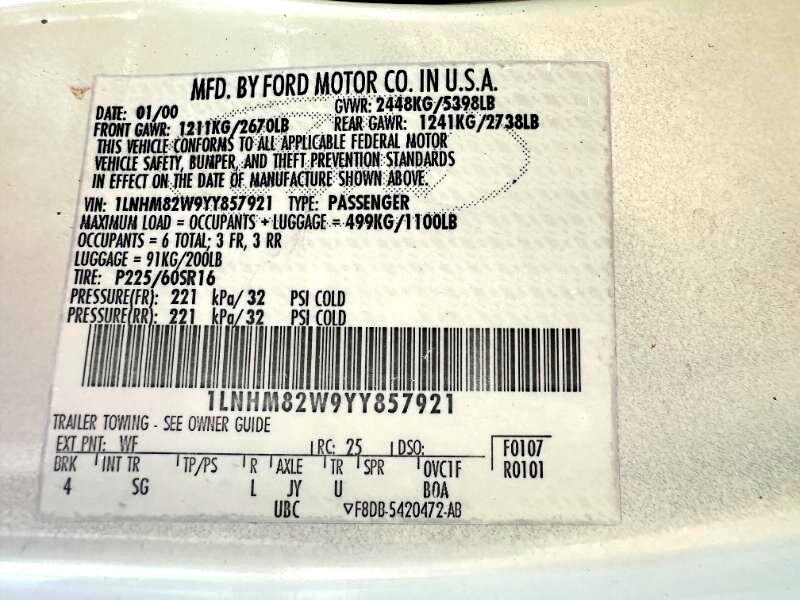 MFD. BY FORD MOTOR CO. IN U.S.A.
DATE: 01/00 GVWR: 2448KG/5398LB
FRONT GAWR: 1211KG/2670LB REAR GAWR: 1241KG/2738LB
THIS VEHICLE CONFORMS TO ALL APPLICABLE FEDERAL MOTOR
VEHICLE SAFETY, BUMPER, AND THEFT PREVENTION STANDARDS
IN EFFECT ON THE DATE OF MANUFACTURE SHOWN ABOVE.
VIN: 1LNHM82W9YY857921 TYPE: PASSENGER
MAXIMUM LOAD = OCCUPANTS + LUGGAGE = 499KG/1100LB
OCCUPANTS = 6 TOTAL; 3 FR, 3 RR
LUGGAGE = 91KG/200LB
TIRE: P225/60SR16
PRESSURE(FR): 221 kPa/ 32 PSI COLD
PRESSURE(RR): 221 kPa/ 32 PSI COLD
1LNHM82W9YY857921
TRAILER TOWING - SEE OWNER GUIDE
EXT PNT: WF RC: 25 DSO: F0107
BRK INT TR TP/PS R AXLE TR SPR OVC1F R0101
4 SG L JY U BOA
UBC ▽F8DB-5420472-AB